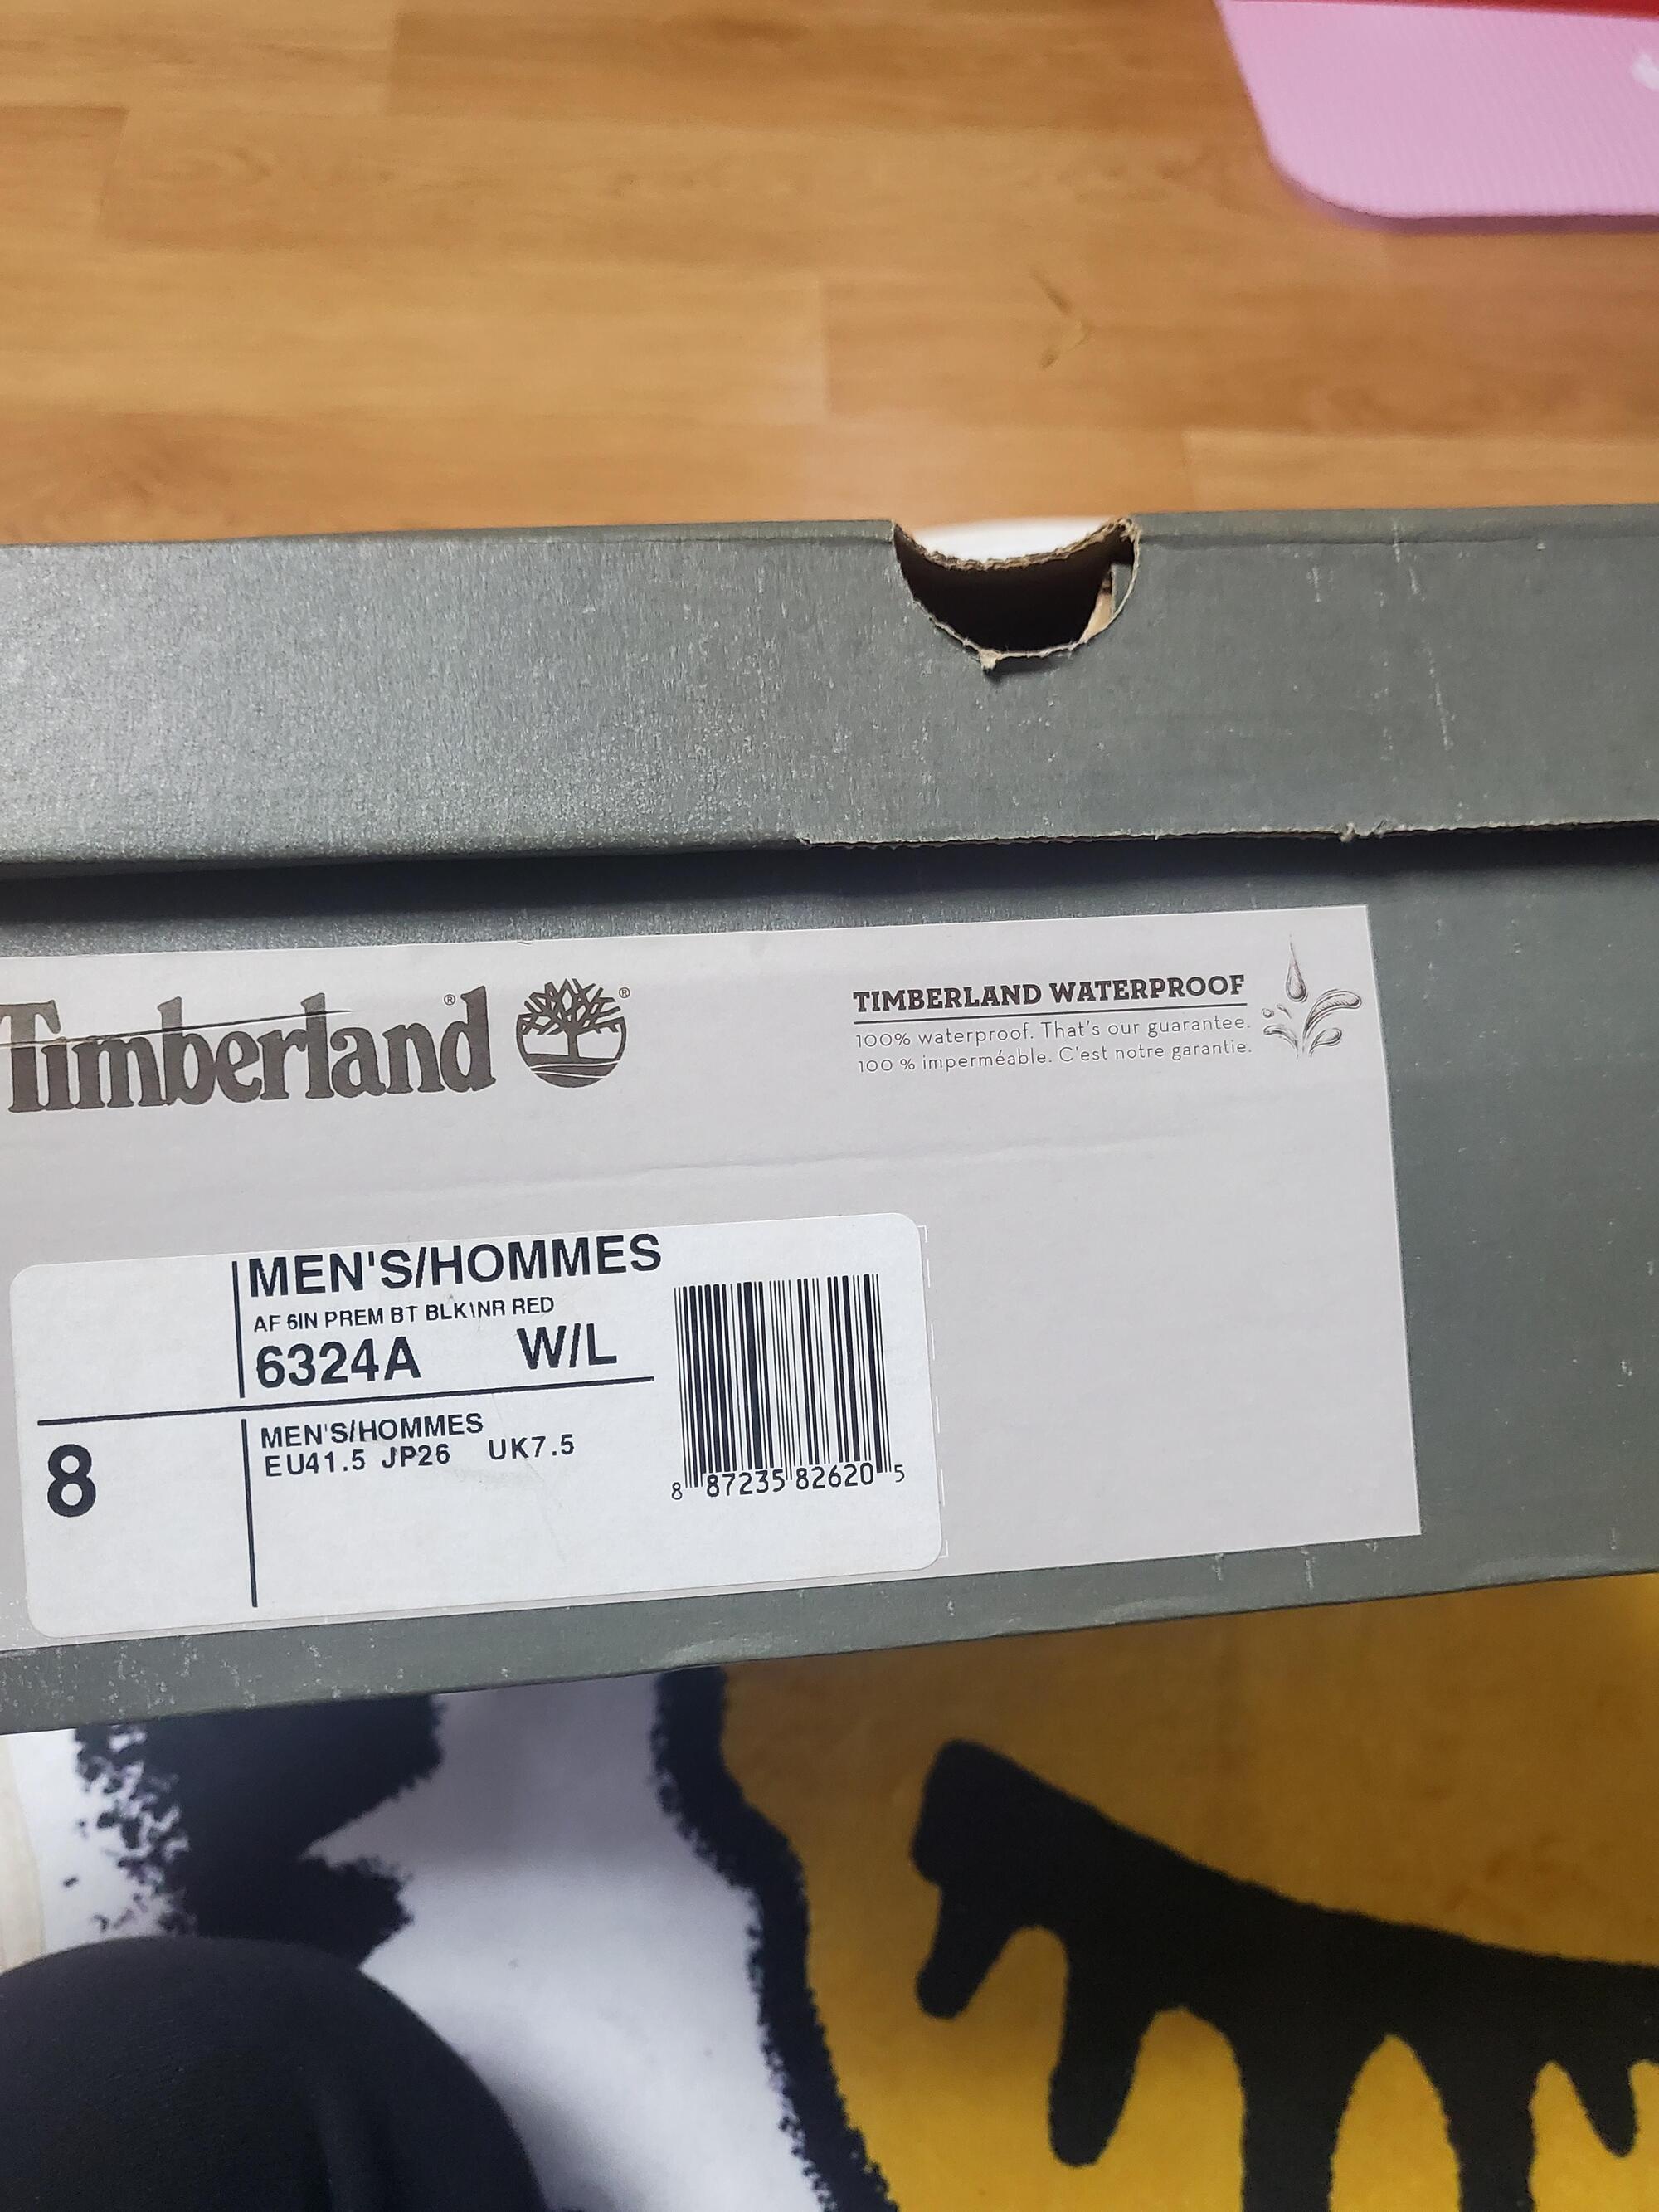 Timberland®
®
TIMBERLAND WATERPROOF
100% waterproof. That's our guarantee.
100 % imperméable. C'est notre garantie.
MEN'S/HOMMES
AF 6IN PREM BT BLK\NR RED
6324A W/L
8
MEN'S/HOMMES
EU41.5 JP26 UK7.5
8 87235 82620 5